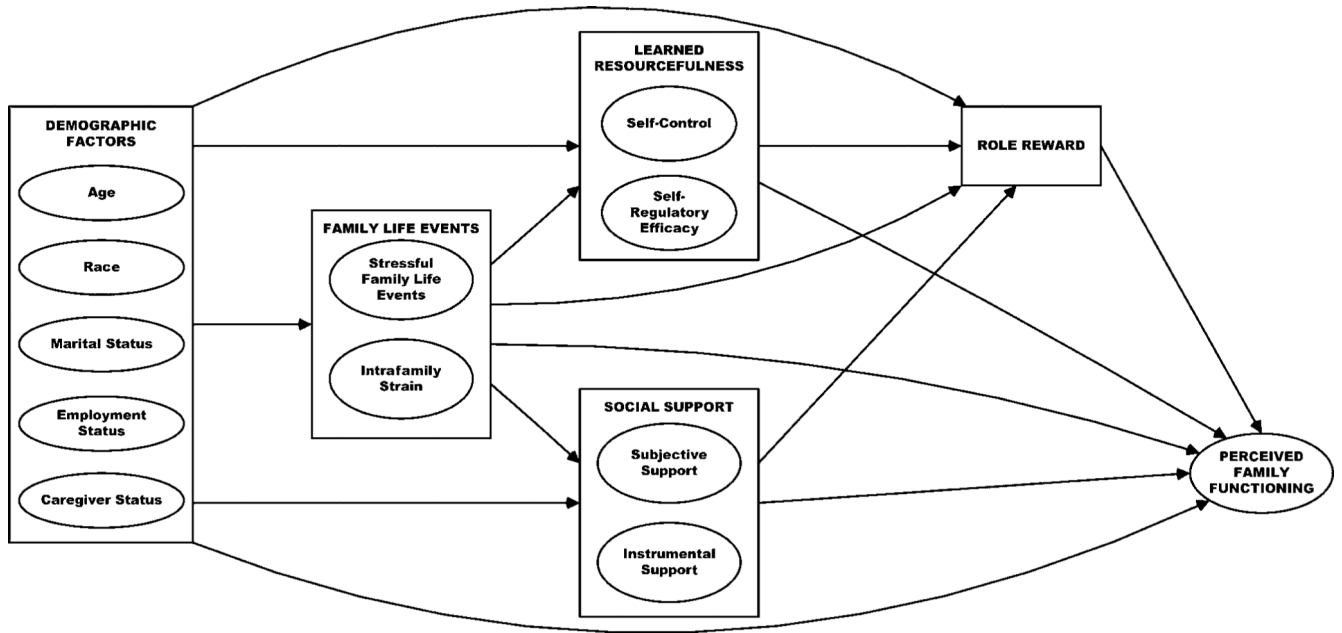 DEMOGRAPHIC
FACTORS
Age
Race
Marital Status
Employment
Status
Caregiver Status
FAMILY LIFE EVENTS
Stressful
Family Life
Events
Intrafamily
Strain
LEARNED
RESOURCEFULNESS
Self-Control
Self-
Regulatory
Efficacy
SOCIAL SUPPORT
Subjective
Support
Instrumental
Support
ROLE REWARD
PERCEIVED
FAMILY
FUNCTIONING